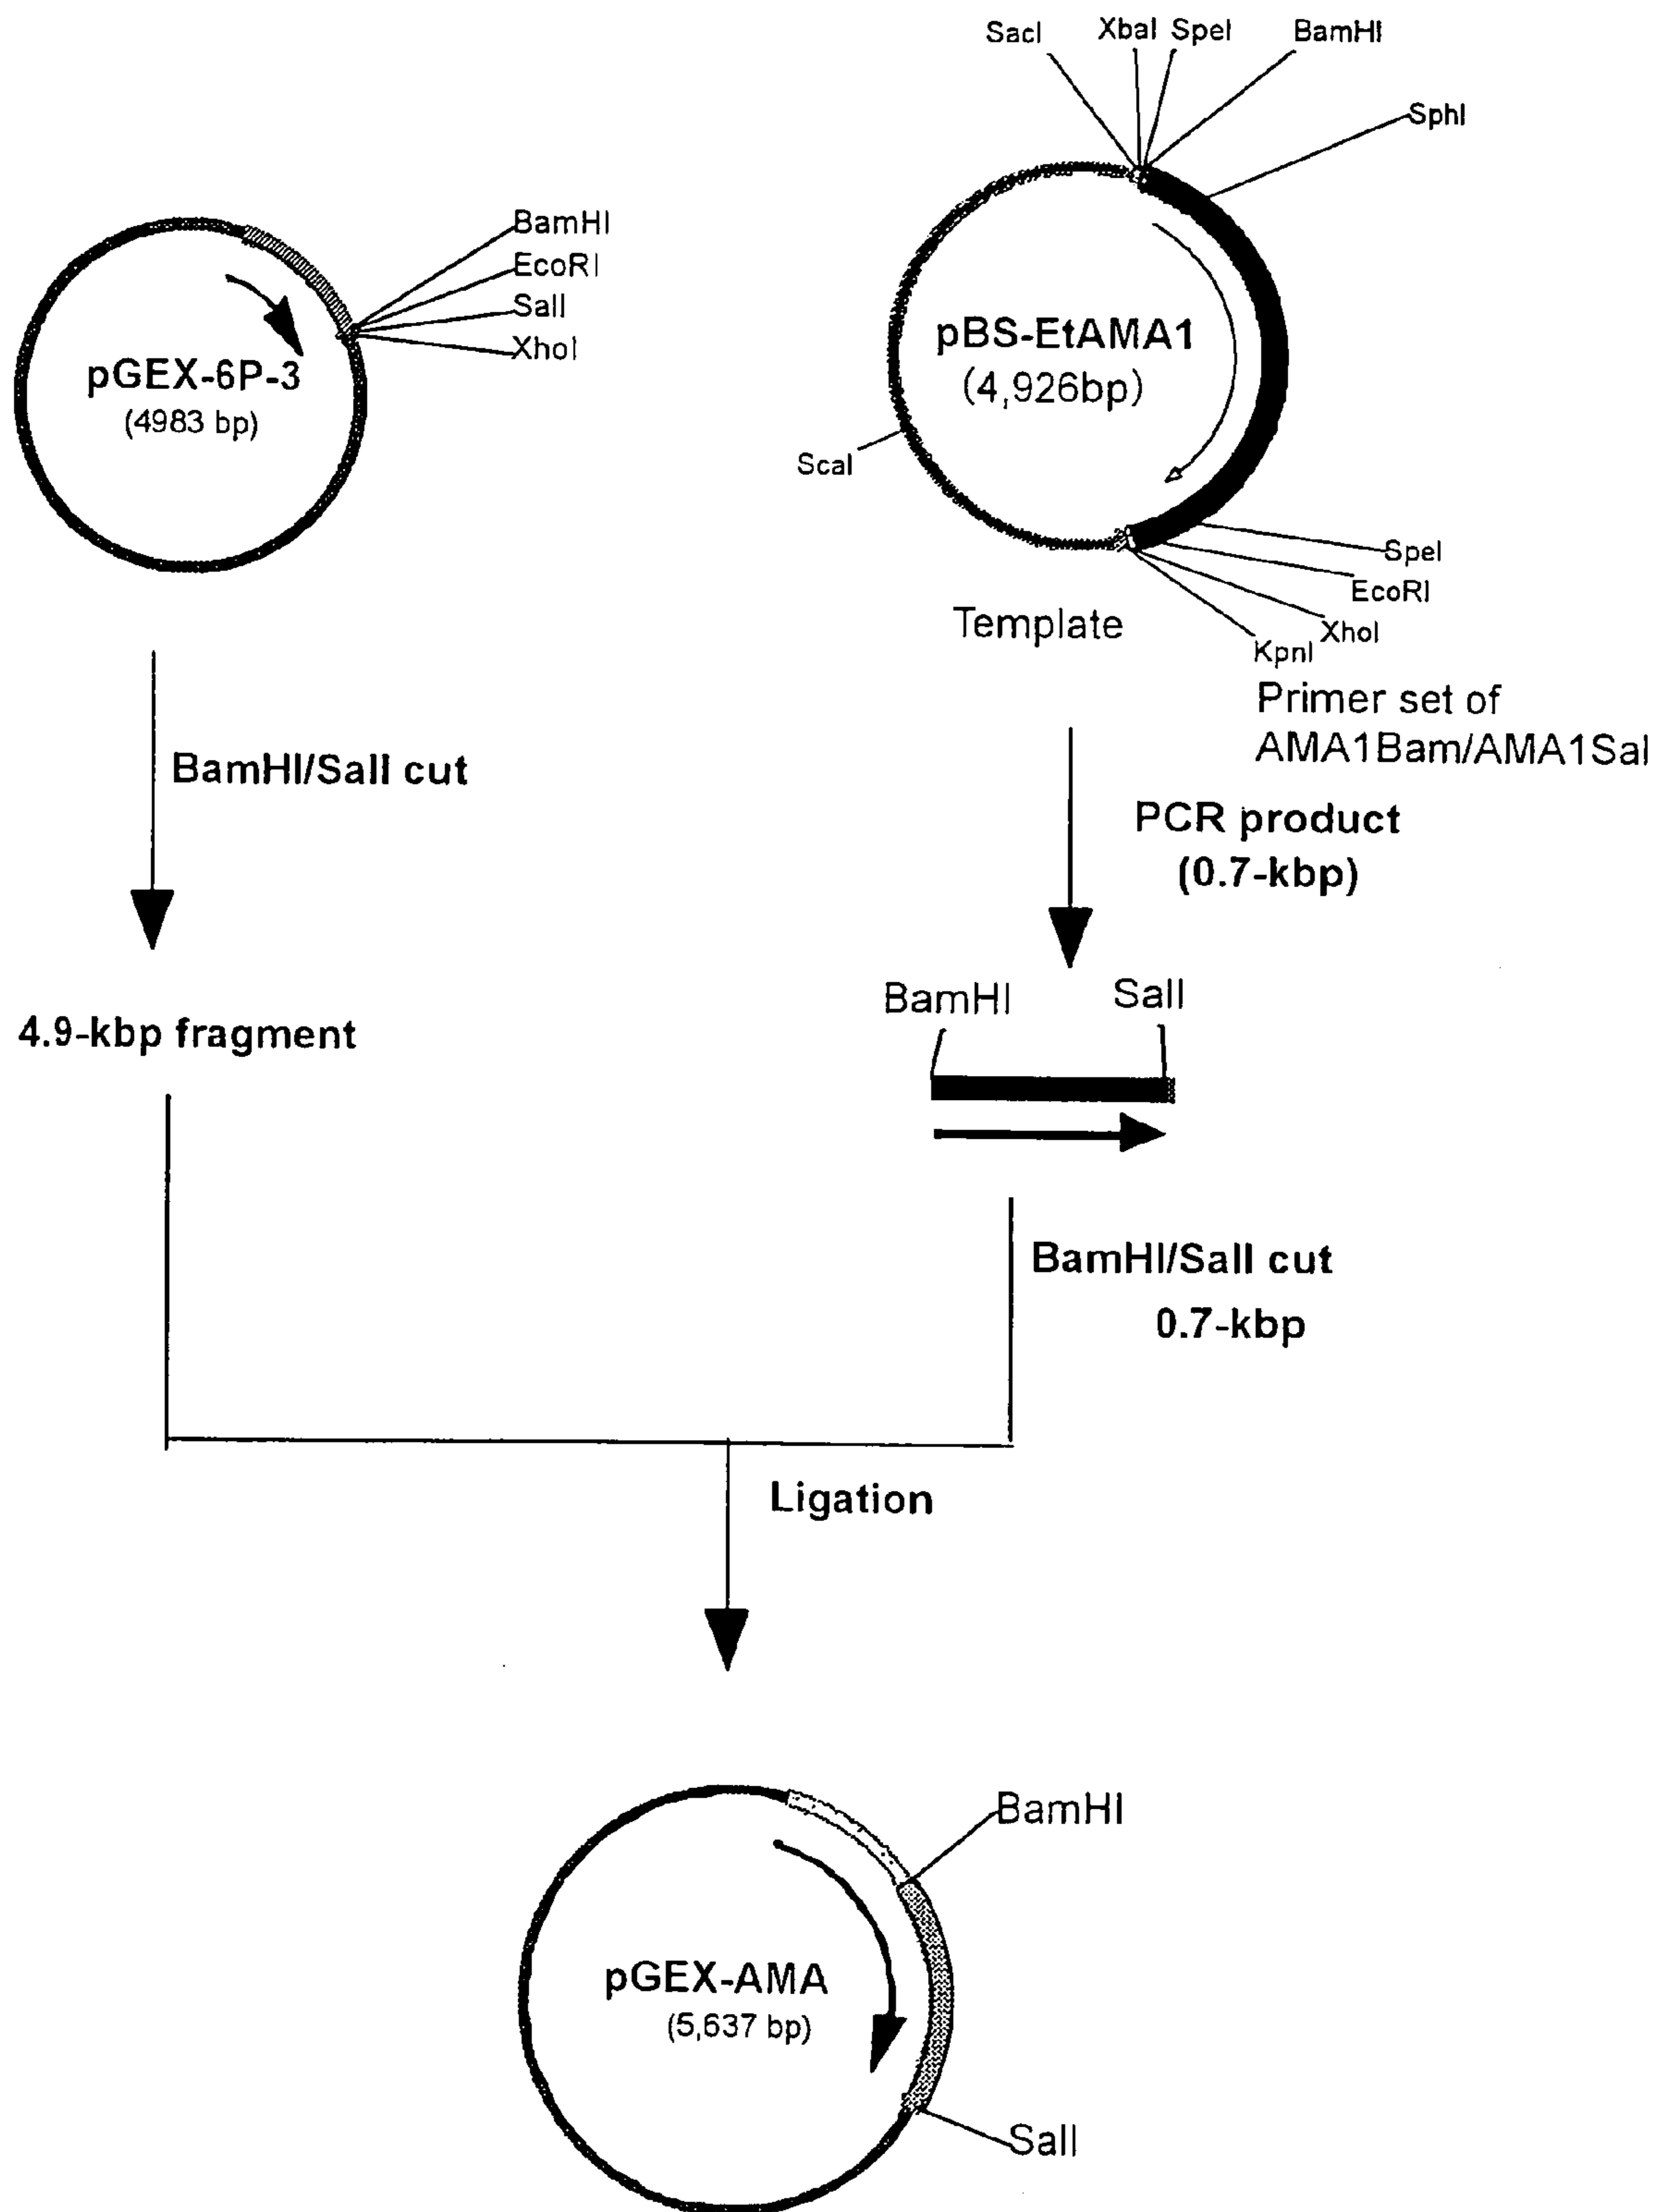 SacI
XbaI
SpeI
BamHI
SphI
BamHI
EcoRI
SalI
XhoI
pGEX-6P-3
(4983 bp)
pBS-EtAMA1
(4,926bp)
ScaI
SpeI
EcoRI
XhoI
KpnI
Template
Primer set of
AMA1Bam/AMA1Sal
BamHI/SalI cut
PCR product
(0.7-kbp)
4.9-kbp fragment
BamHI
SalI
BamHI/SalI cut
0.7-kbp
Ligation
BamHI
pGEX-AMA
(5,637 bp)
SalI